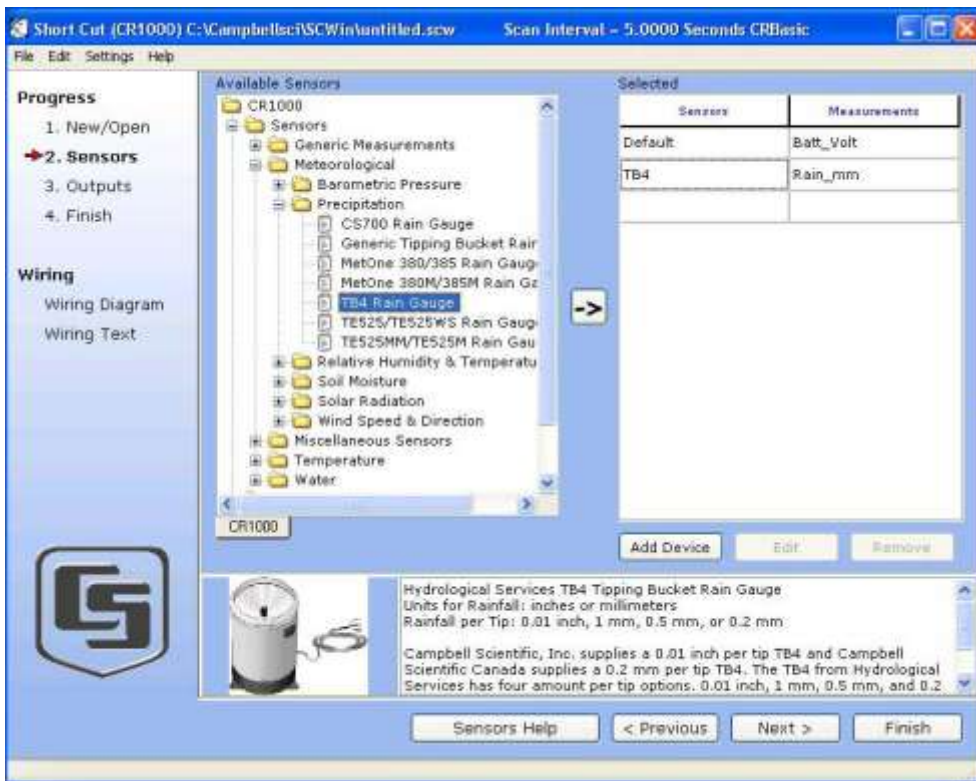 Short Cut (CR1000) C:\Campbellsci\SCWin\untitled.scw Scan Interval = 5.0000 Seconds CRBasic
File Edit Settings Help
Progress
1. New/Open
2. Sensors
3. Outputs
4. Finish
Wiring
Wiring Diagram
Wiring Text
Available Sensors
CR1000
Sensors
Generic Measurements
Meteorological
Barometric Pressure
Precipitation
CS700 Rain Gauge
Generic Tipping Bucket Rain
MetOne 380/385 Rain Gaug
MetOne 380M/385M Rain Ga
TB4 Rain Gauge
TE525/TE525WS Rain Gaug
TE525MM/TE525M Rain Gau
Relative Humidity & Temperatu
Soil Moisture
Solar Radiation
Wind Speed & Direction
Miscellaneous Sensors
Temperature
Water
CR1000
->
Selected
Sensors Measurements
Default Batt_Volt
TB4 Rain_mm
Add Device Edit Remove
Hydrological Services TB4 Tipping Bucket Rain Gauge
Units for Rainfall: inches or millimeters
Rainfall per Tip: 0.01 inch, 1 mm, 0.5 mm, or 0.2 mm
Campbell Scientific, Inc. supplies a 0.01 inch per tip TB4 and Campbell
Scientific Canada supplies a 0.2 mm per tip TB4. The TB4 from Hydrological
Services has four amount per tip options. 0.01 inch, 1 mm, 0.5 mm, and 0.2
Sensors Help < Previous Next > Finish